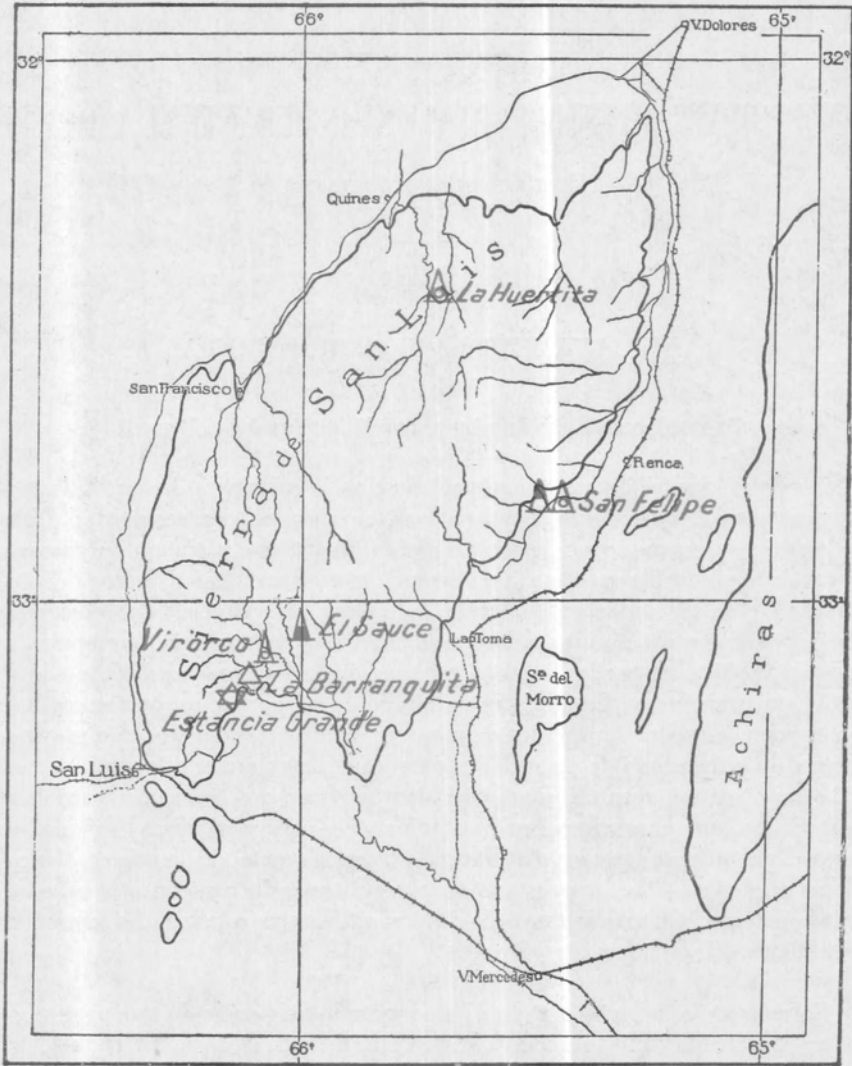 66° 65°
V.Dolores
32° 32°
Quines
Sierra de San Luis
La Huertita
San Francisco
Renca
San Felipe
33° 33°
El Sauce
Virorco
La Toma
La Barranquita
Sª del
Morro
Estancia Grande
Achiras
San Luis
V.Mercedes
66° 65°